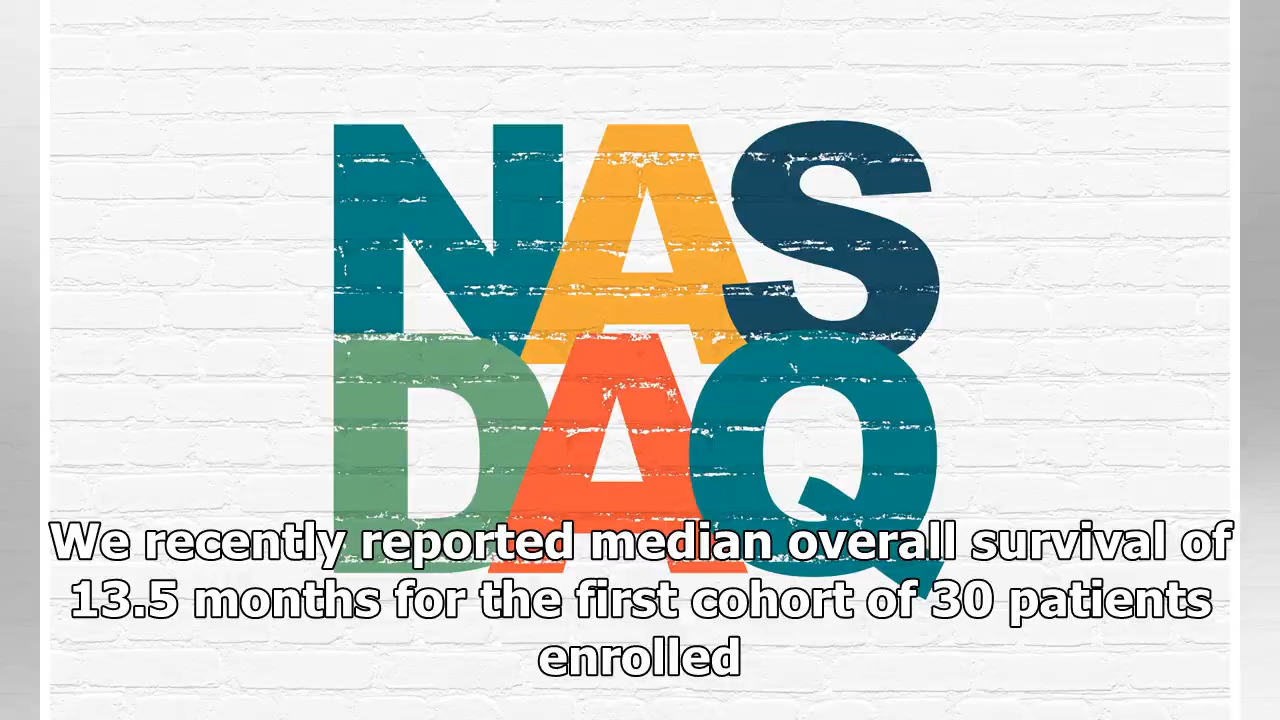 NAS
DAQ
We recently reported median overall survival of
13.5 months for the first cohort of 30 patients
enrolled